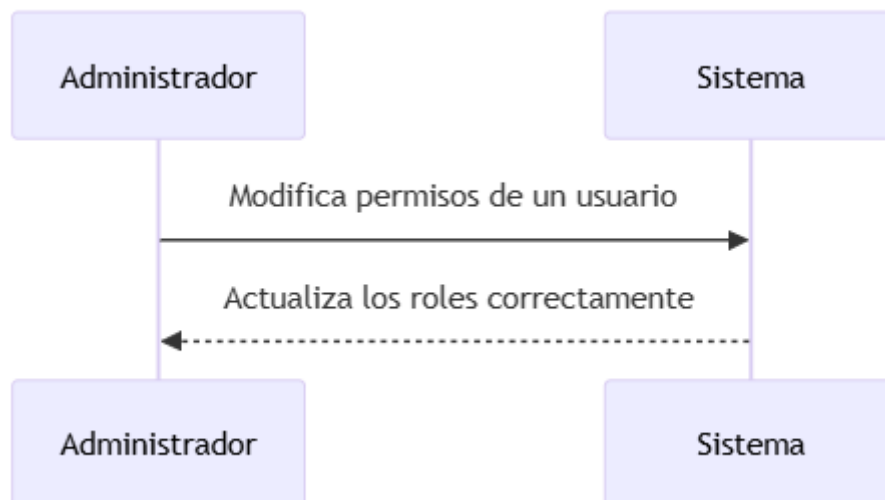 Administrador
Sistema
Modifica permisos de un usuario
Actualiza los roles correctamente
Administrador
Sistema